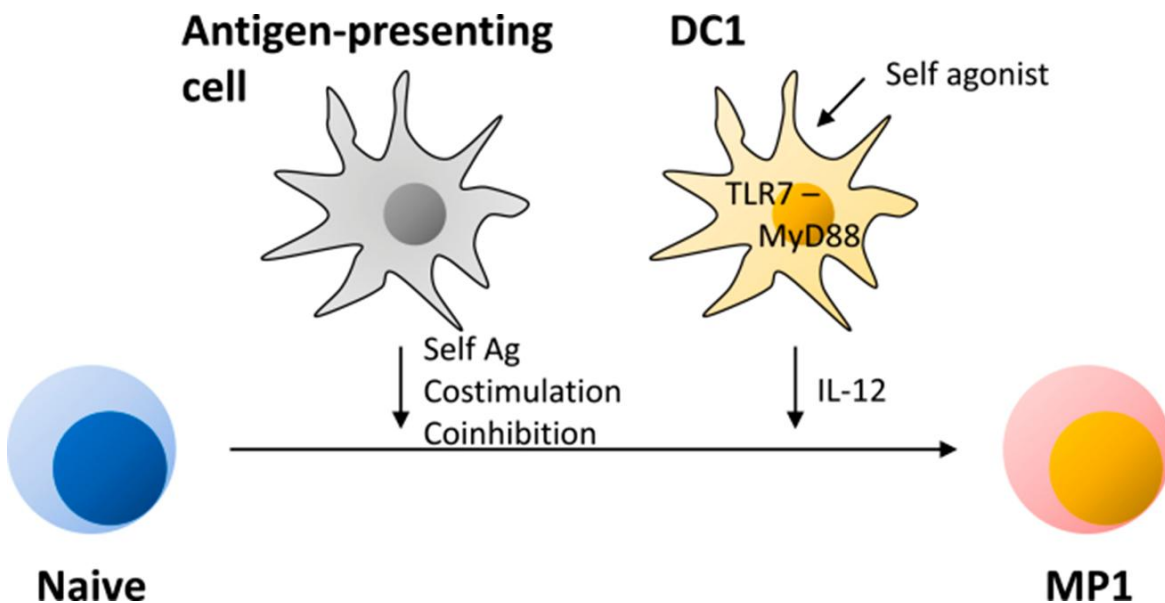 Antigen-presenting
cell
DC1
Self agonist
TLR7 –
MyD88
Self Ag
Costimulation
Coinhibition
IL-12
Naive
MP1